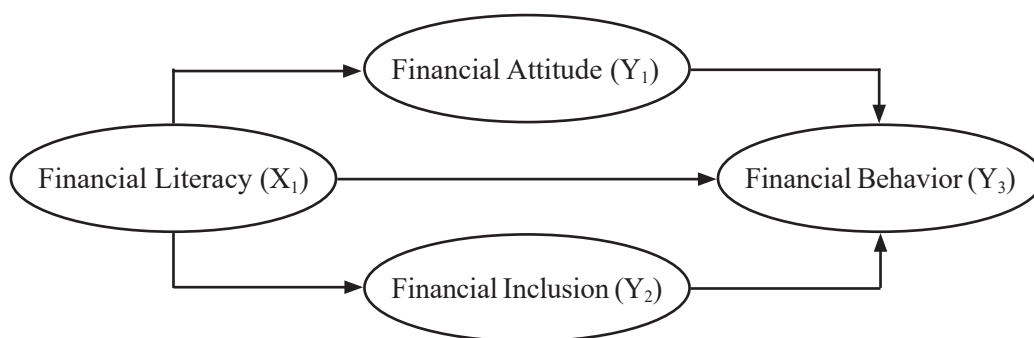 Financial Attitude (Y₁)
Financial Literacy (X₁)
Financial Behavior (Y₃)
Financial Inclusion (Y₂)